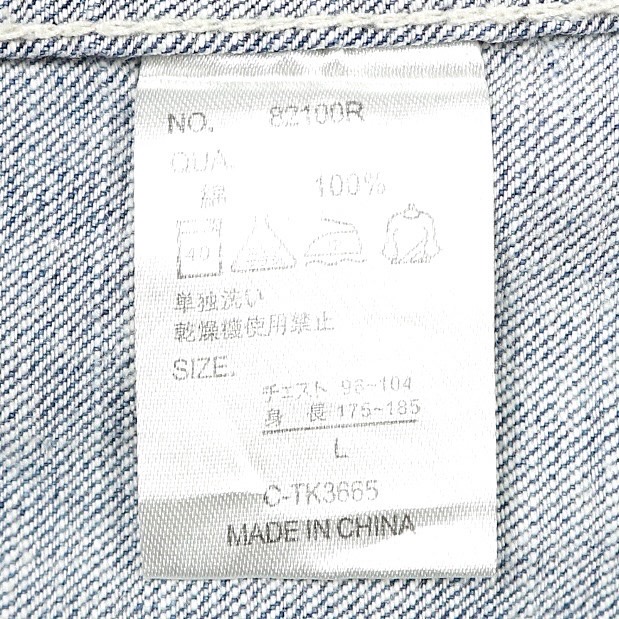 NO. 82100R
QUA.
綿 100%
40
単独洗い
乾燥機使用禁止
SIZE.
チェスト 96-104
身 長 175~185
L
C-TK3665
MADE IN CHINA